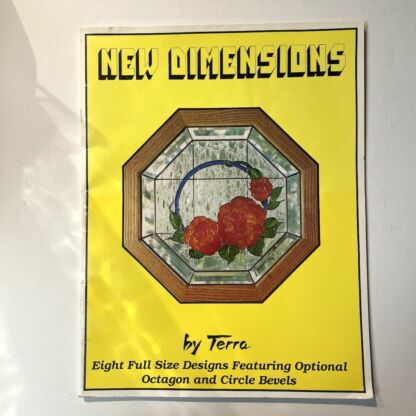 NEW DIMENSIONS
by Terra
Eight Full Size Designs Featuring Optional
Octagon and Circle Bevels